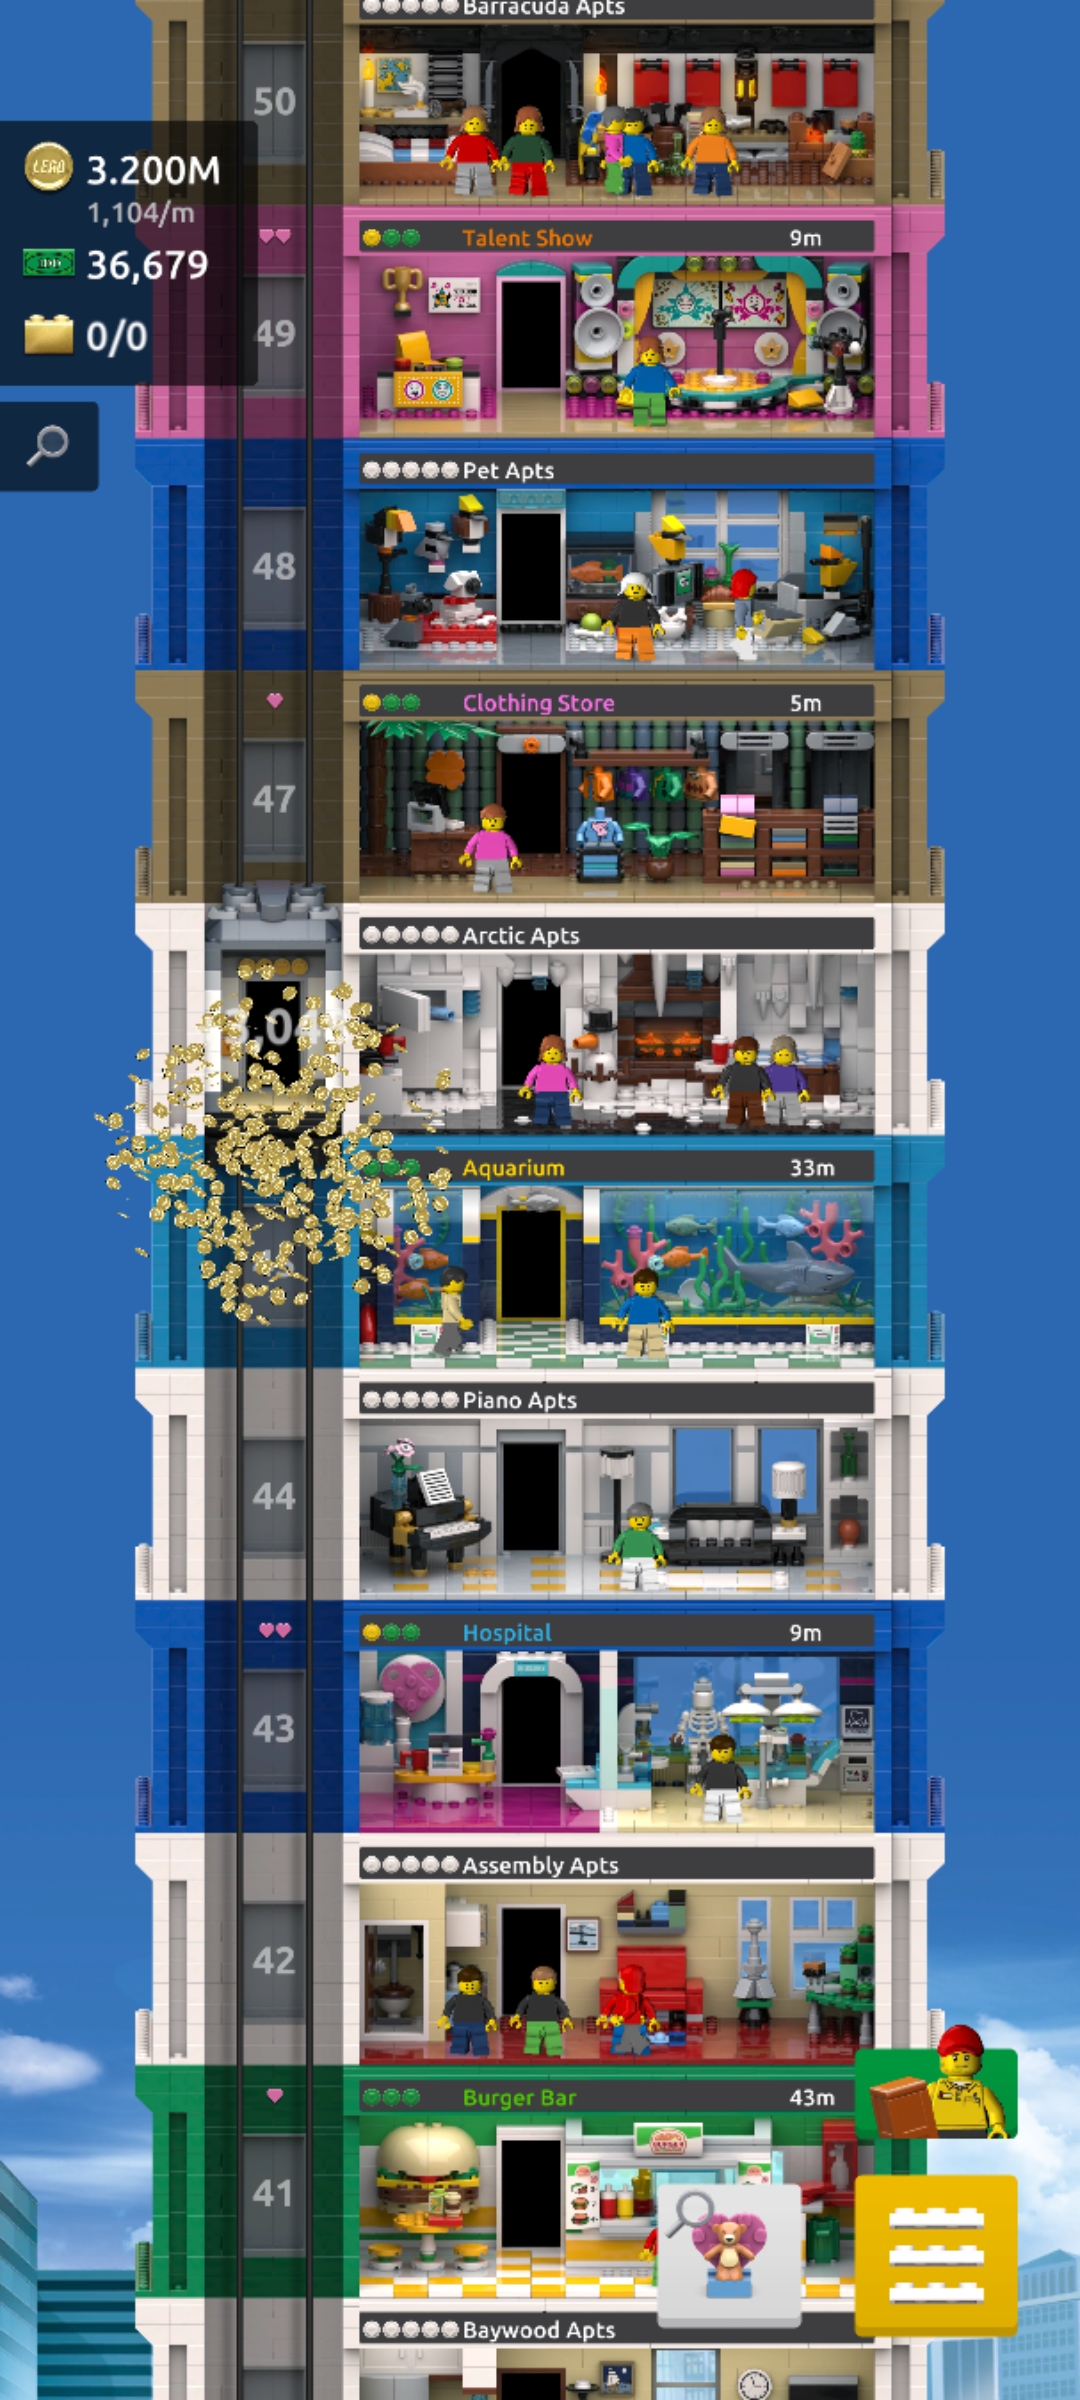 Barracuda Apts
50
LEGO 3.200M
1,104/m
36,679
0/0
Talent Show 9m
49
Pet Apts
48
Clothing Store 5m
47
Arctic Apts
Aquarium 33m
Piano Apts
44
Hospital 9m
43
Assembly Apts
42
Burger Bar 43m
41
Baywood Apts